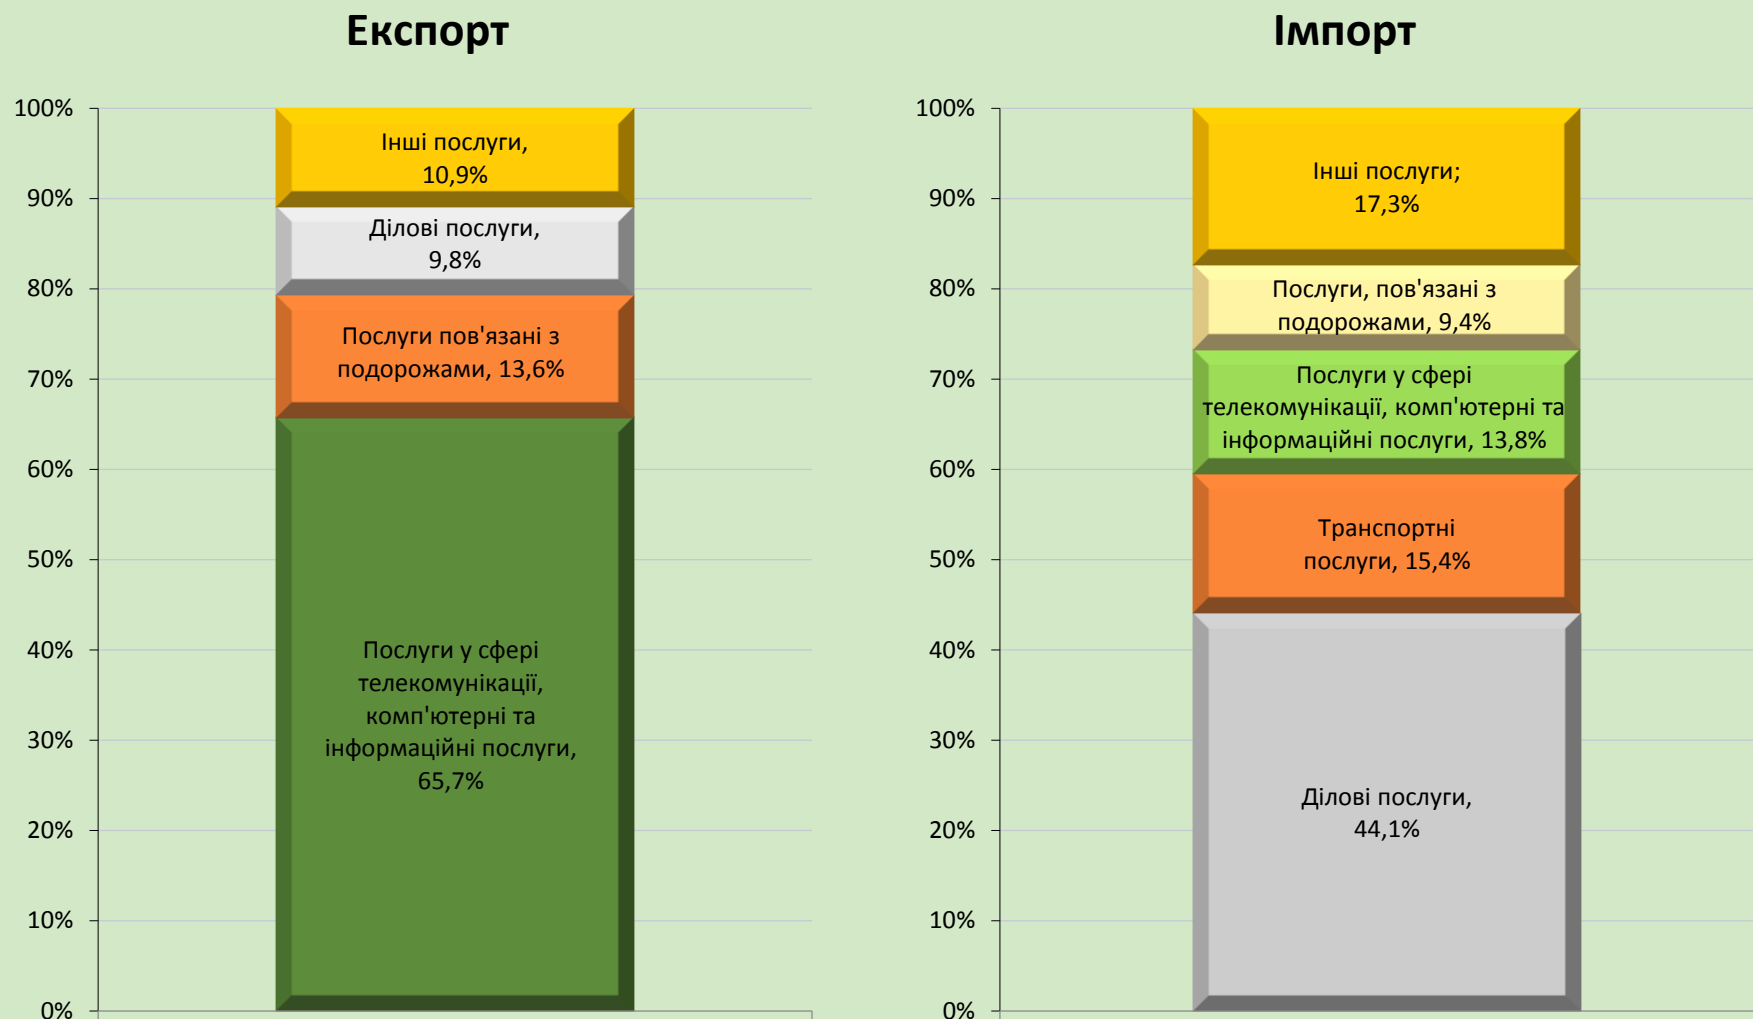 Експорт
100%
90%
80%
70%
60%
50%
40%
30%
20%
10%
0%
Інші послуги,
10,9%
Ділові послуги,
9,8%
Послуги пов'язані з
подорожами, 13,6%
Послуги у сфері
телекомунікації,
комп'ютерні та
інформаційні послуги,
65,7%
Імпорт
100%
90%
80%
70%
60%
50%
40%
30%
20%
10%
0%
Інші послуги;
17,3%
Послуги, пов'язані з
подорожами, 9,4%
Послуги у сфері
телекомунікації, комп'ютерні та
інформаційні послуги, 13,8%
Транспортні
послуги, 15,4%
Ділові послуги,
44,1%